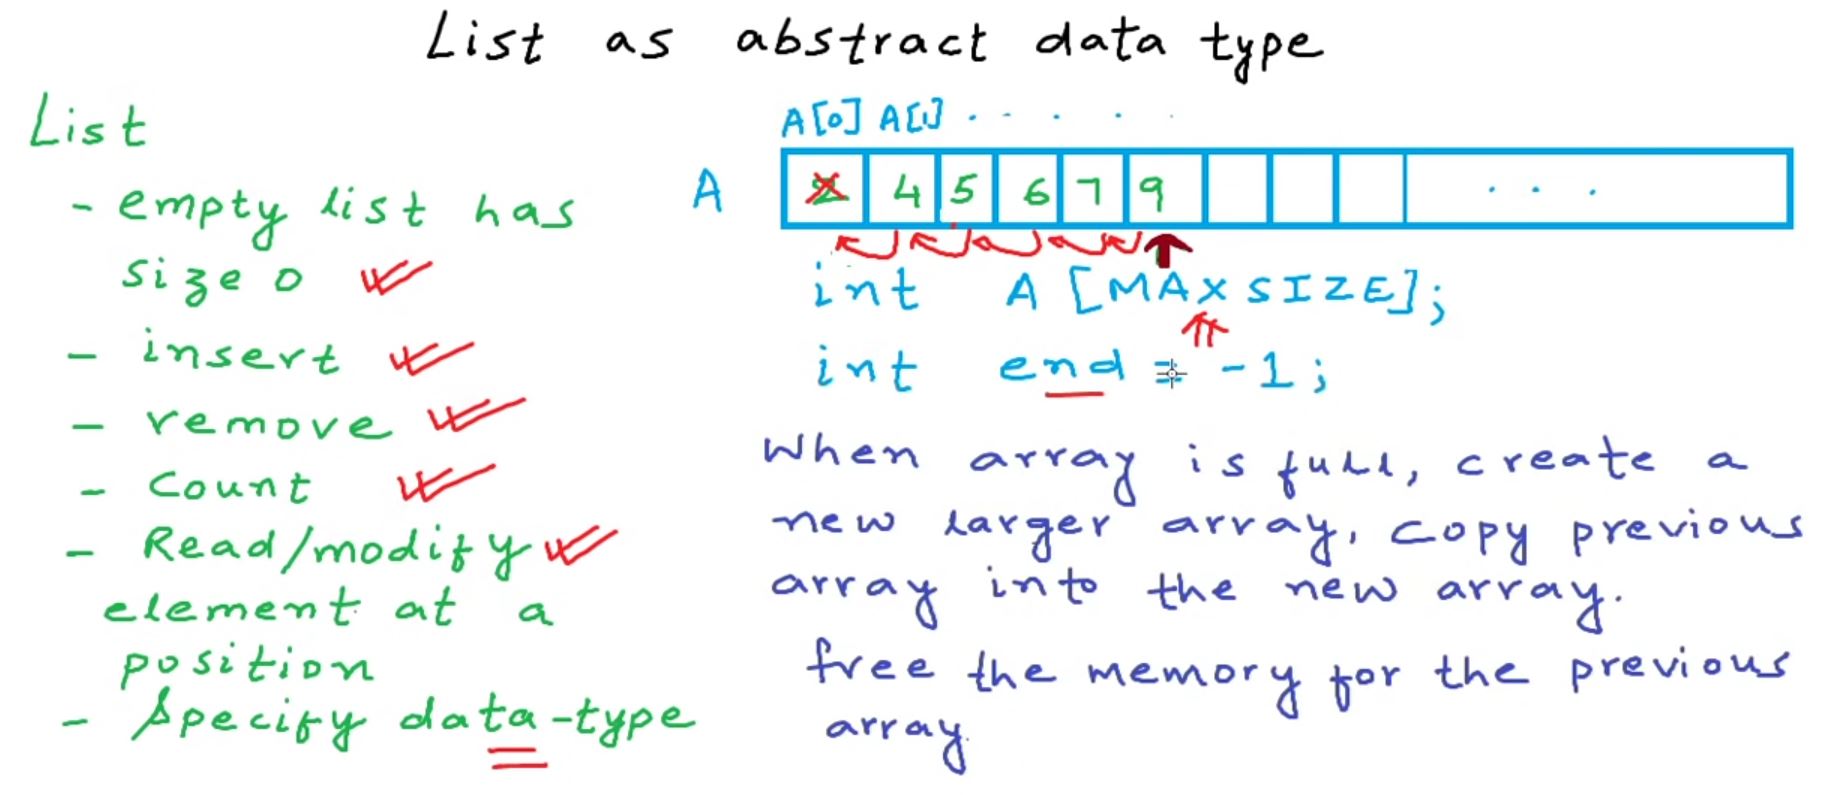 List as abstract data type
List
- empty list has
size 0
- insert
- remove
- Count
- Read/modify
element at a
position
- Specify data-type
A[0] A[1] . . . . .
A 2 4 5 6 7 9 . . .
int A [MAXSIZE];
int end = -1;
When array is full, create a
new larger array, copy previous
array into the new array.
free the memory for the previous
array.